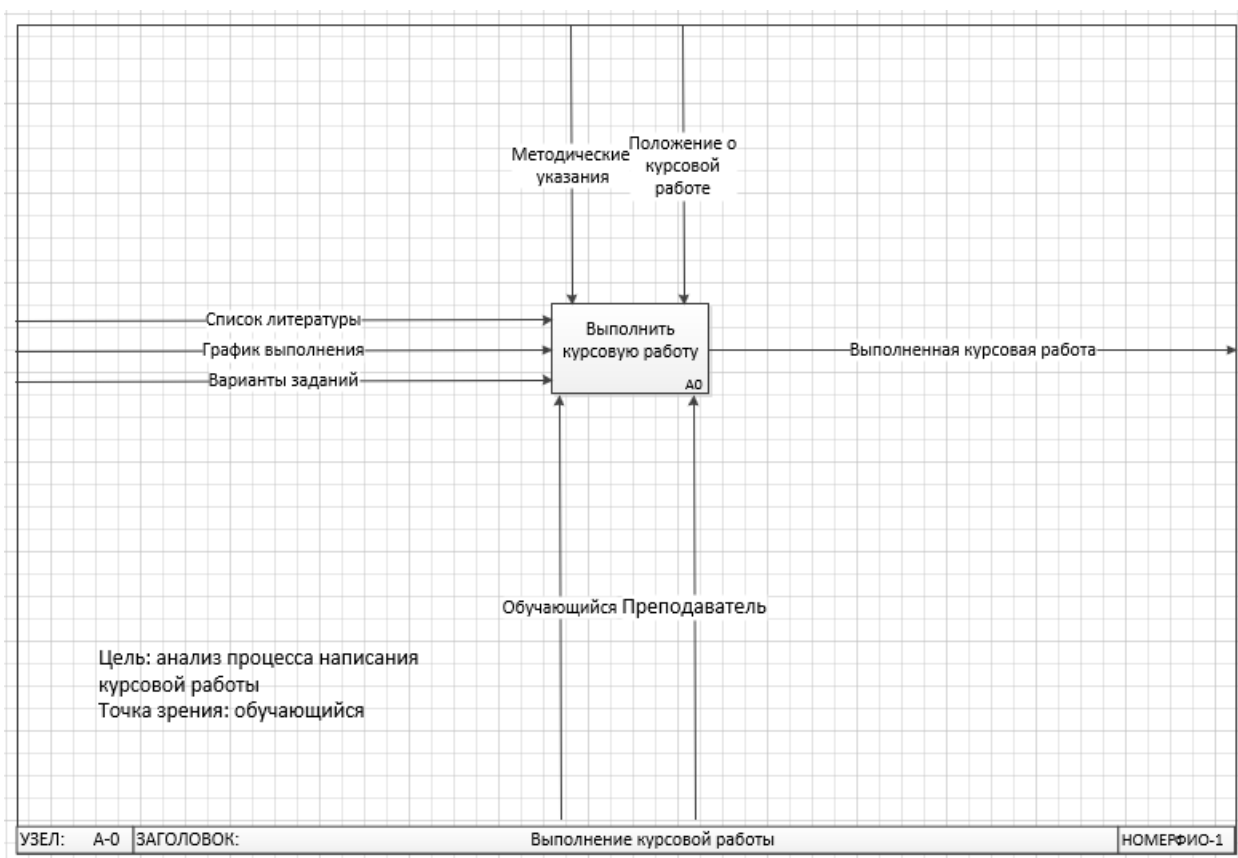 Методические
указания
Положение о
курсовой
работе
Список литературы
График выполнения
Варианты заданий
Выполнить
курсовую работу
A0
Выполненная курсовая работа
Обучающийся
Преподаватель
Цель: анализ процесса написания
курсовой работы
Точка зрения: обучающийся
УЗЕЛ: A-0 ЗАГОЛОВОК: Выполнение курсовой работы НОМЕРФИО-1